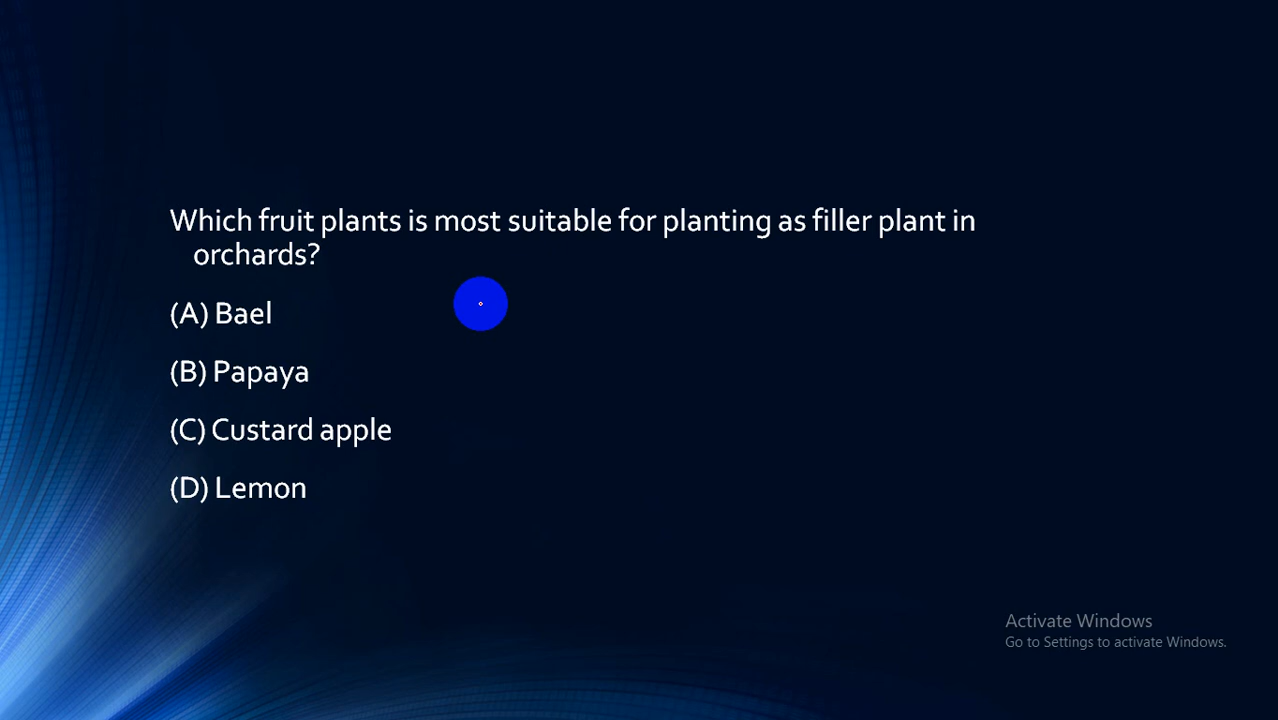 Which fruit plants is most suitable for planting as filler plant in
orchards?
(A) Bael
(B) Papaya
(C) Custard apple
(D) Lemon
Activate Windows
Go to Settings to activate Windows.